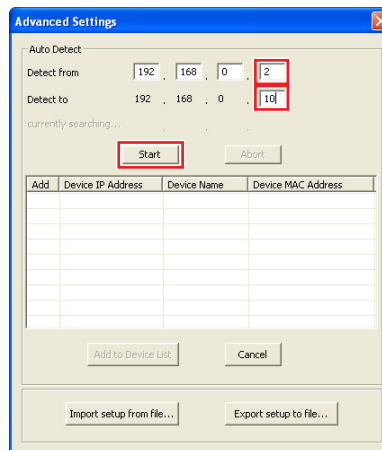 Advanced Settings
Auto Detect
Detect from 192 . 168 . 0 . 2
Detect to 192 . 168 . 0 . 10
currently searching... . . .
Start Abort
Add Device IP Address Device Name Device MAC Address
Add to Device List Cancel
Import setup from file... Export setup to file...